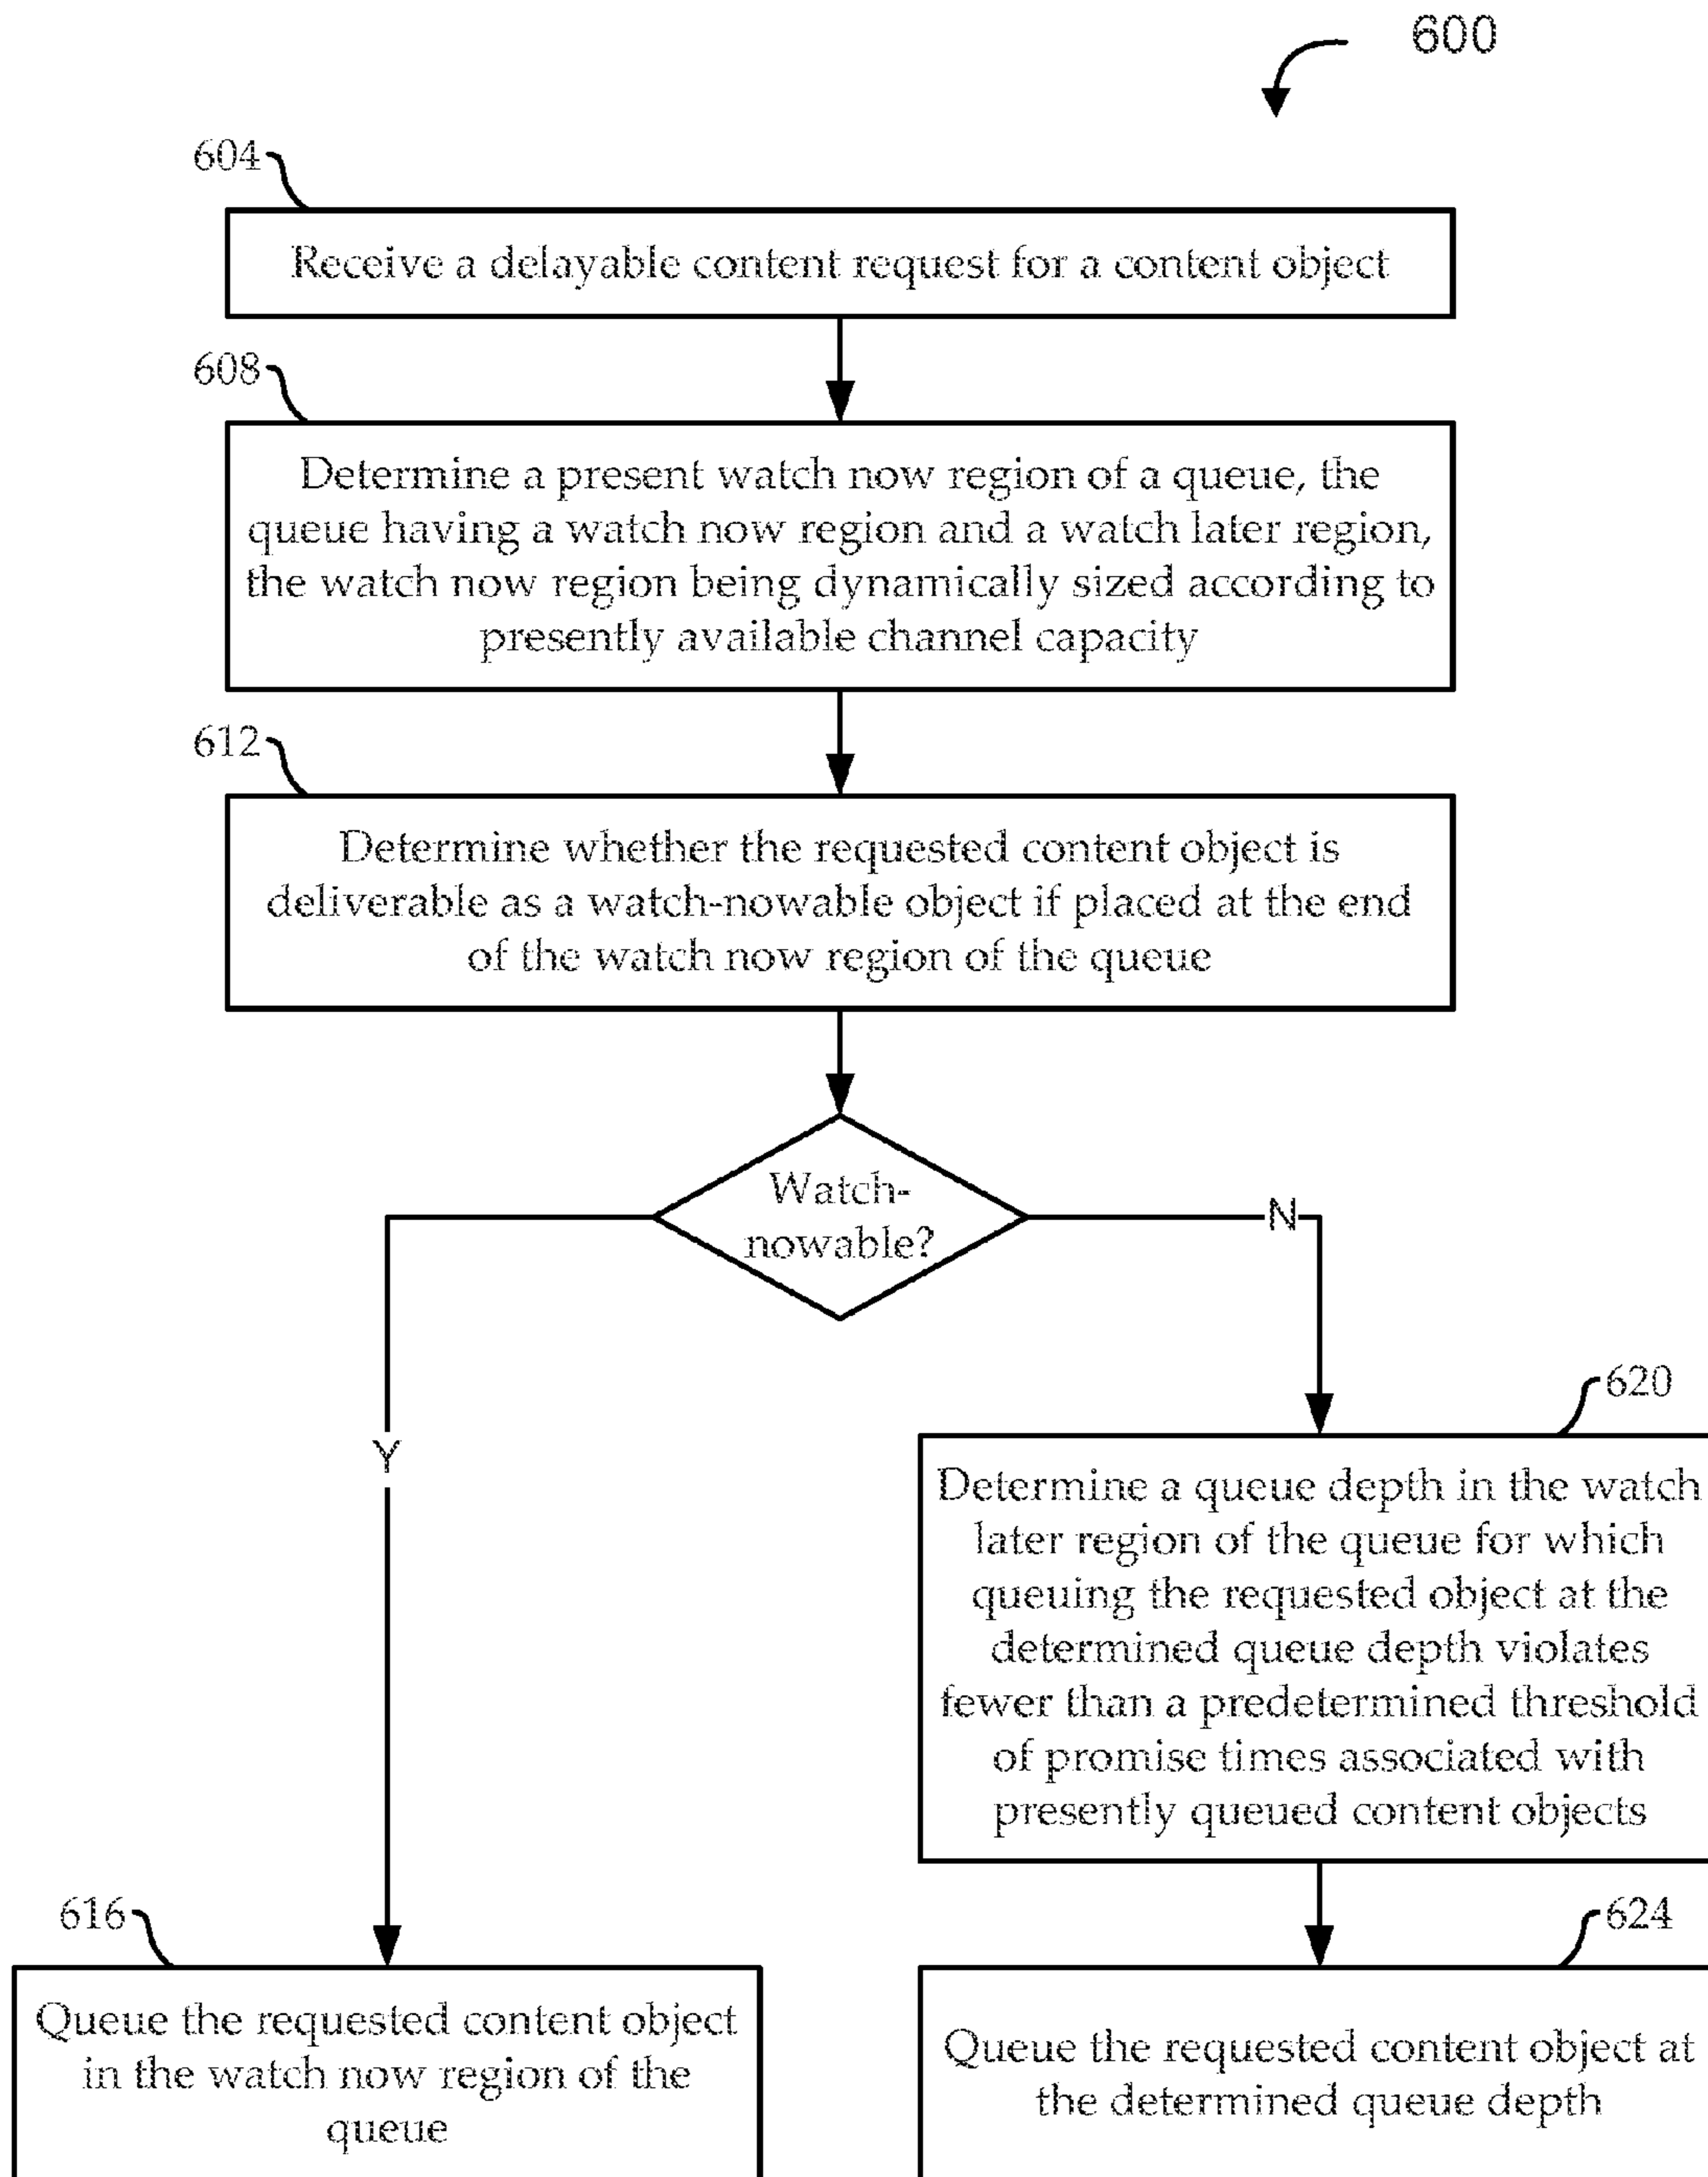 600
604
Receive a delayable content request for a content object
608
Determine a present watch now region of a queue, the
queue having a watch now region and a watch later region,
the watch now region being dynamically sized according to
presently available channel capacity
612
Determine whether the requested content object is
deliverable as a watch-nowable object if placed at the end
of the watch now region of the queue
Watch-
nowable?
N
Y
620
Determine a queue depth in the watch
later region of the queue for which
queuing the requested object at the
determined queue depth violates
fewer than a predetermined threshold
of promise times associated with
presently queued content objects
616
Queue the requested content object
in the watch now region of the
queue
624
Queue the requested content object at
the determined queue depth